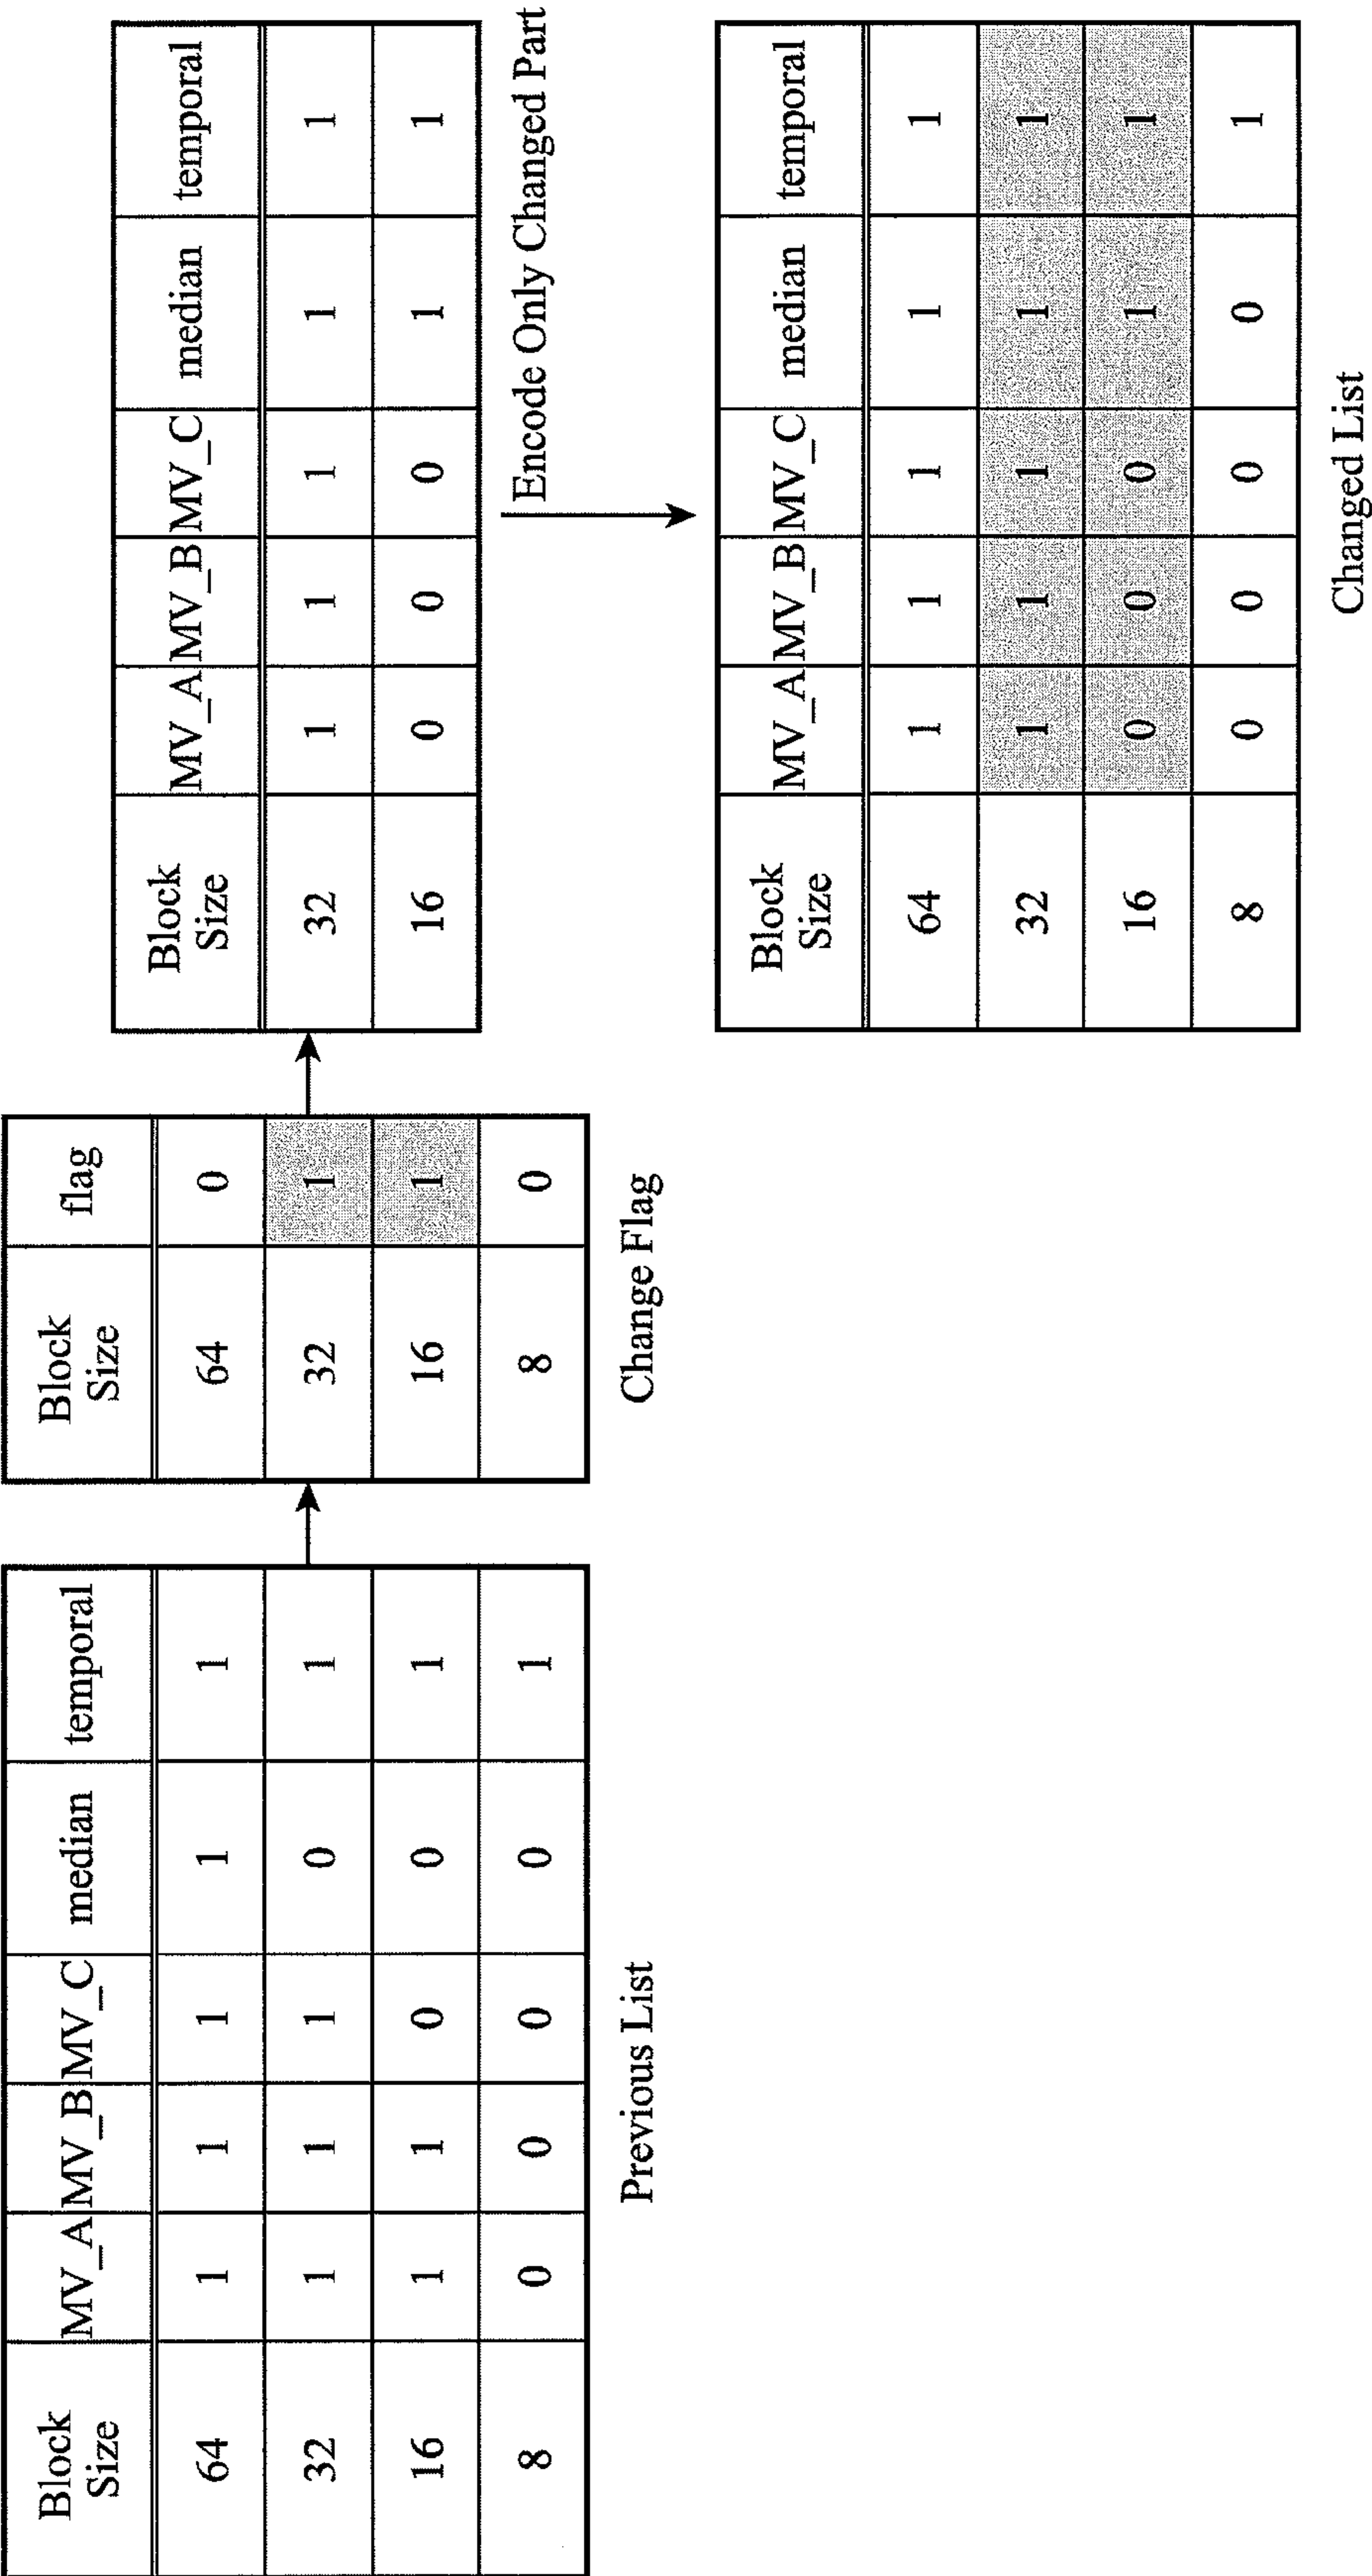 Block Size MV_A MV_B MV_C median temporal
64 1 1 1 1 1
32 1 1 1 0 1
16 1 1 0 0 1
8 0 0 0 0 1
Previous List
Block Size flag
64 0
32 1
16 1
8 0
Change Flag
Block Size MV_A MV_B MV_C median temporal
32 1 1 1 1 1
16 0 0 0 1 1
Encode Only Changed Part
Block Size MV_A MV_B MV_C median temporal
64 1 1 1 1 1
32 1 1 1 1 1
16 0 0 0 1 1
8 0 0 0 0 1
Changed List